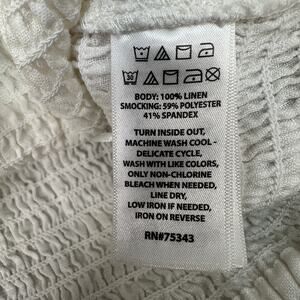 BODY: 100% LINEN
SMOCKING: 59% POLYESTER
41% SPANDEX
TURN INSIDE OUT,
MACHINE WASH COOL -
DELICATE CYCLE,
WASH WITH LIKE COLORS,
ONLY NON-CHLORINE
BLEACH WHEN NEEDED,
LINE DRY,
LOW IRON IF NEEDED,
IRON ON REVERSE
RN#75343